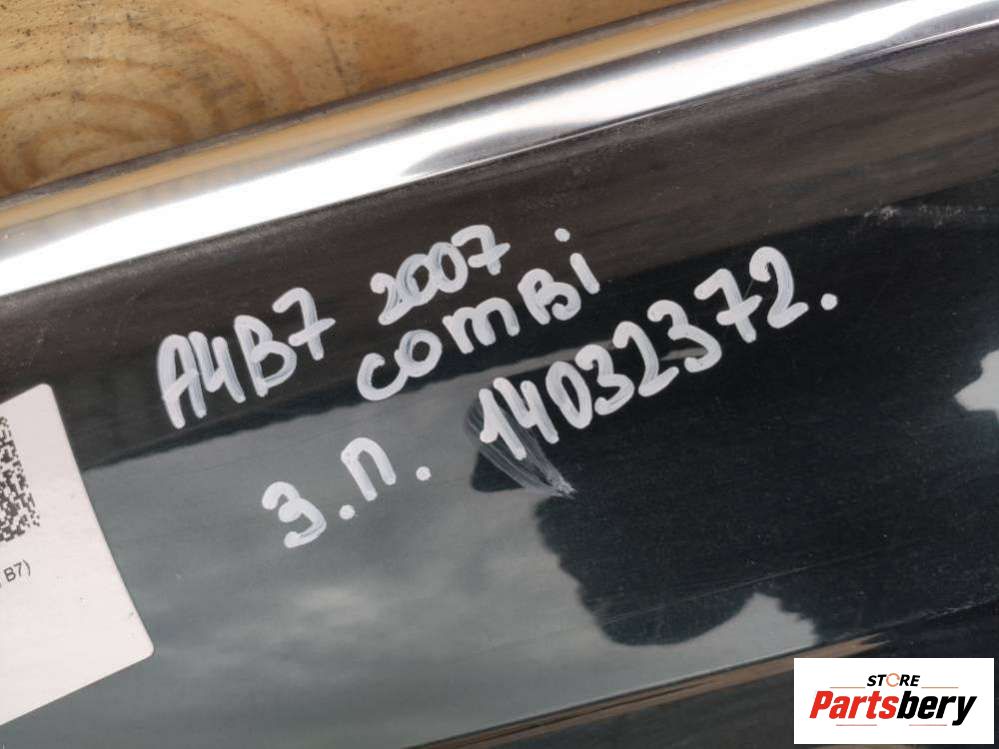 A4B7 2007
combi
З.П. 14032372.
B7)
STORE
Partsbery